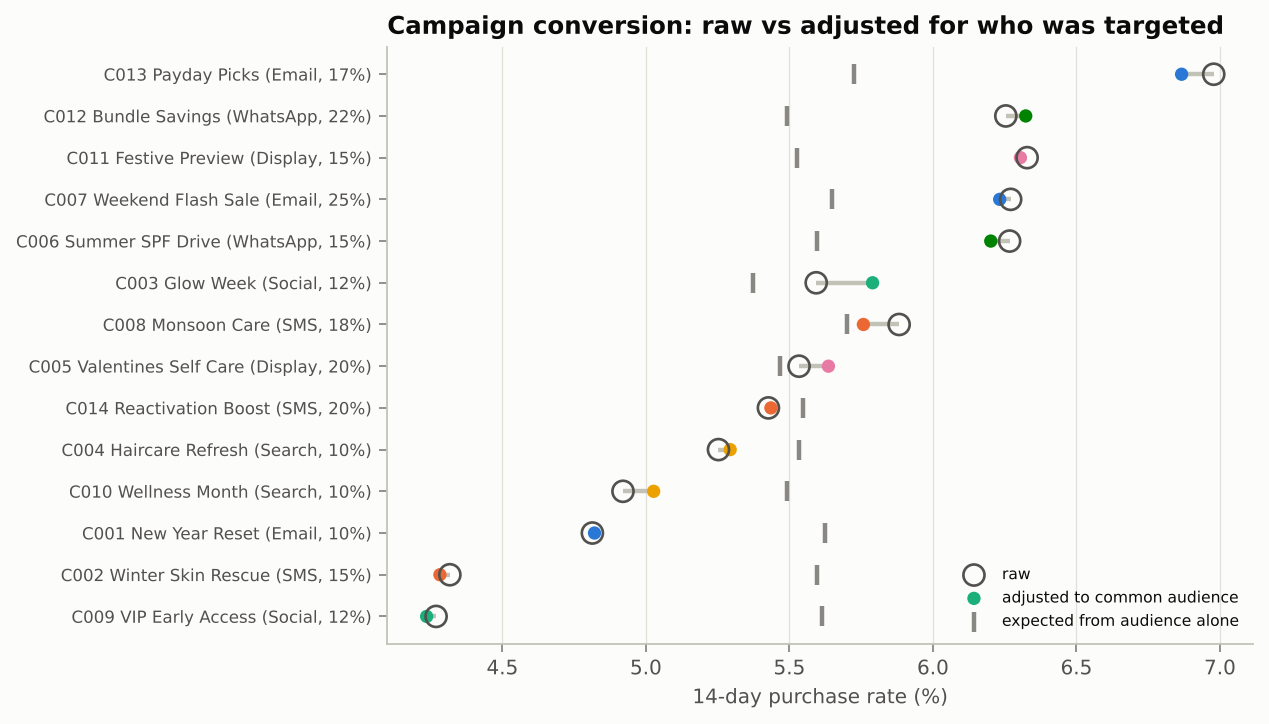 Campaign conversion: raw vs adjusted for who was targeted
C013 Payday Picks (Email, 17%)
C012 Bundle Savings (WhatsApp, 22%)
C011 Festive Preview (Display, 15%)
C007 Weekend Flash Sale (Email, 25%)
C006 Summer SPF Drive (WhatsApp, 15%)
C003 Glow Week (Social, 12%)
C008 Monsoon Care (SMS, 18%)
C005 Valentines Self Care (Display, 20%)
C014 Reactivation Boost (SMS, 20%)
C004 Haircare Refresh (Search, 10%)
C010 Wellness Month (Search, 10%)
C001 New Year Reset (Email, 10%)
C002 Winter Skin Rescue (SMS, 15%)
C009 VIP Early Access (Social, 12%)
raw
adjusted to common audience
expected from audience alone
4.5 5.0 5.5 6.0 6.5 7.0
14-day purchase rate (%)